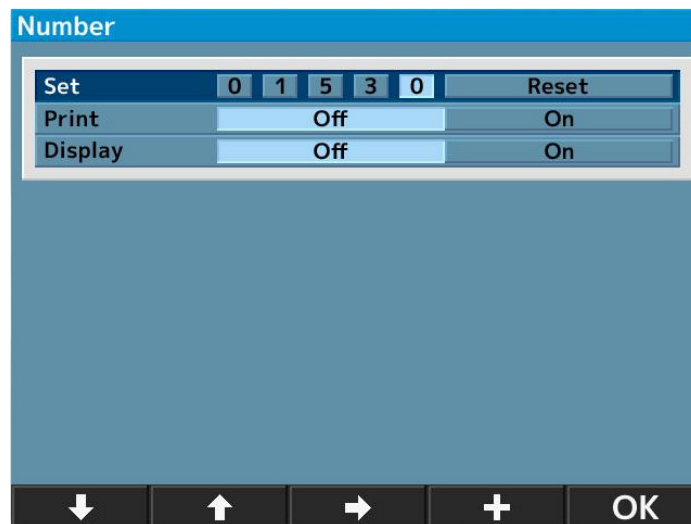 Number
Set 0 1 5 3 0 Reset
Print Off On
Display Off On
OK